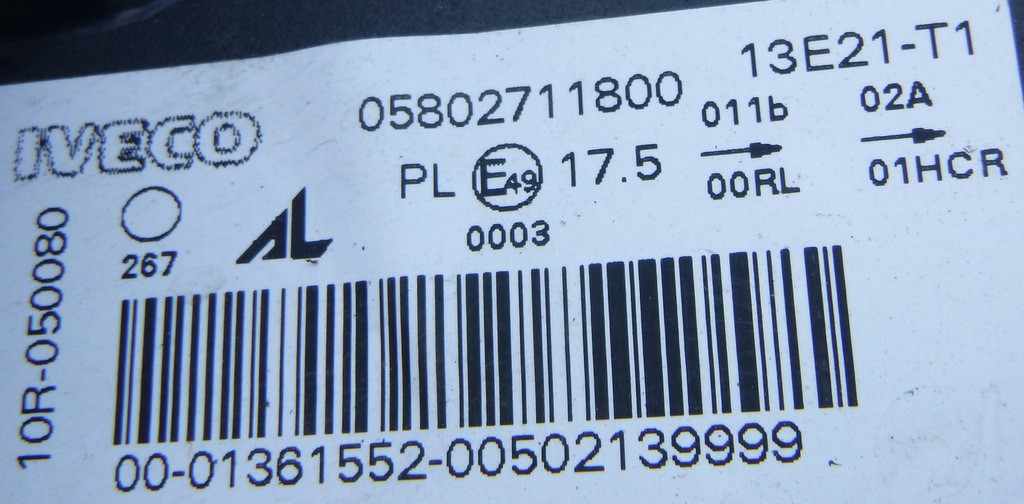 13E21-T1
IVECO 05802711800 011b 02A
PL E49 17.5 00RL 01HCR
267 AL 0003
10R-050080
00-01361552-00502139999